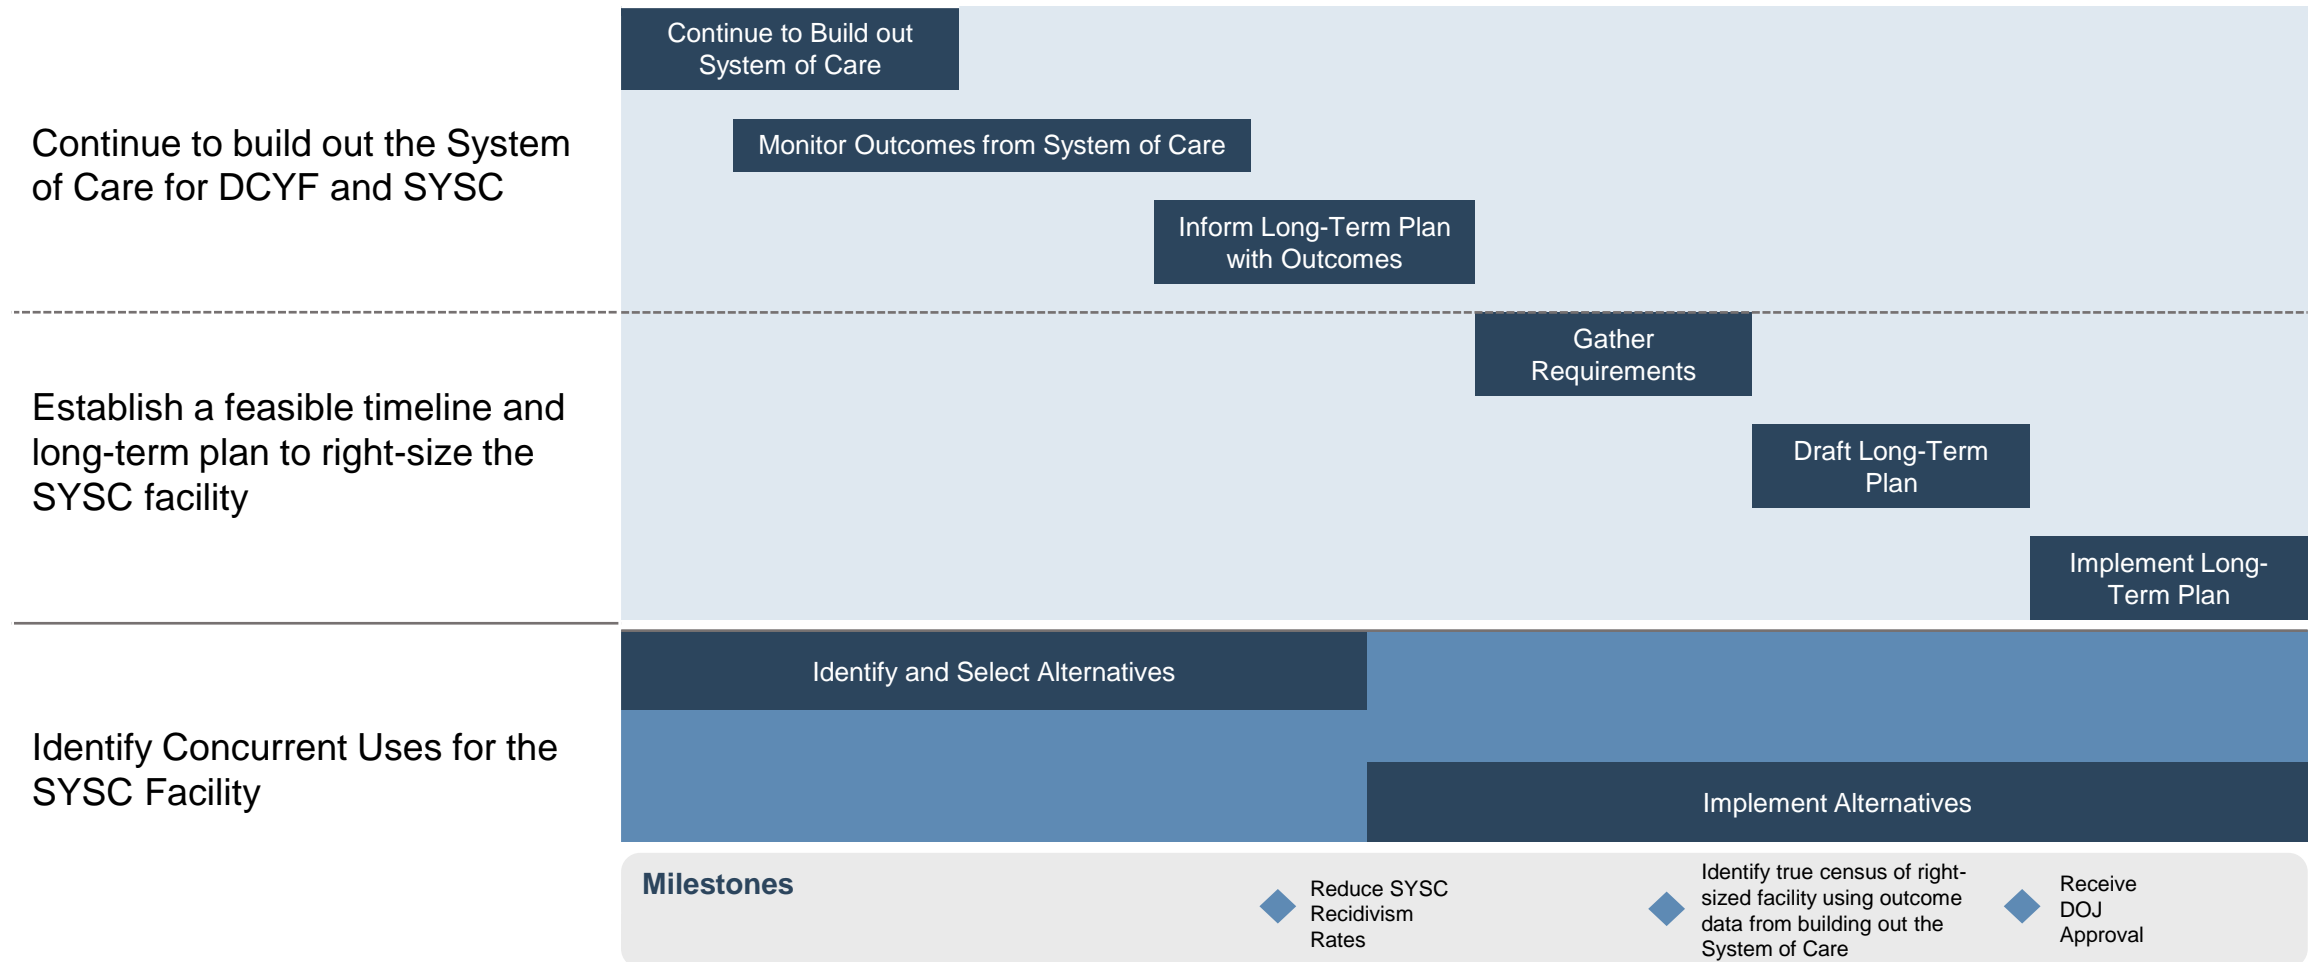 Continue to build out the System
of Care for DCYF and SYSC
Continue to Build out
System of Care
Monitor Outcomes from System of Care
Inform Long-Term Plan
with Outcomes
Establish a feasible timeline and
long-term plan to right-size the
SYSC facility
Gather
Requirements
Draft Long-Term
Plan
Implement Long-
Term Plan
Identify Concurrent Uses for the
SYSC Facility
Identify and Select Alternatives
Implement Alternatives
Milestones
Reduce SYSC
Recidivism
Rates
Identify true census of right-
sized facility using outcome
data from building out the
System of Care
Receive
DOJ
Approval